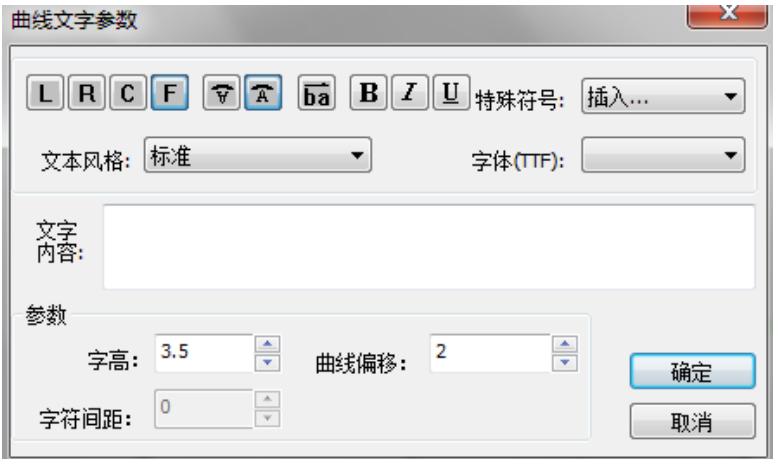 曲线文字参数
L R C F A A ba B I U 特殊符号: 插入...
文本风格: 标准 字体(TTF):
文字
内容:
参数
字高: 3.5 曲线偏移: 2
确定
字符间距: 0
取消